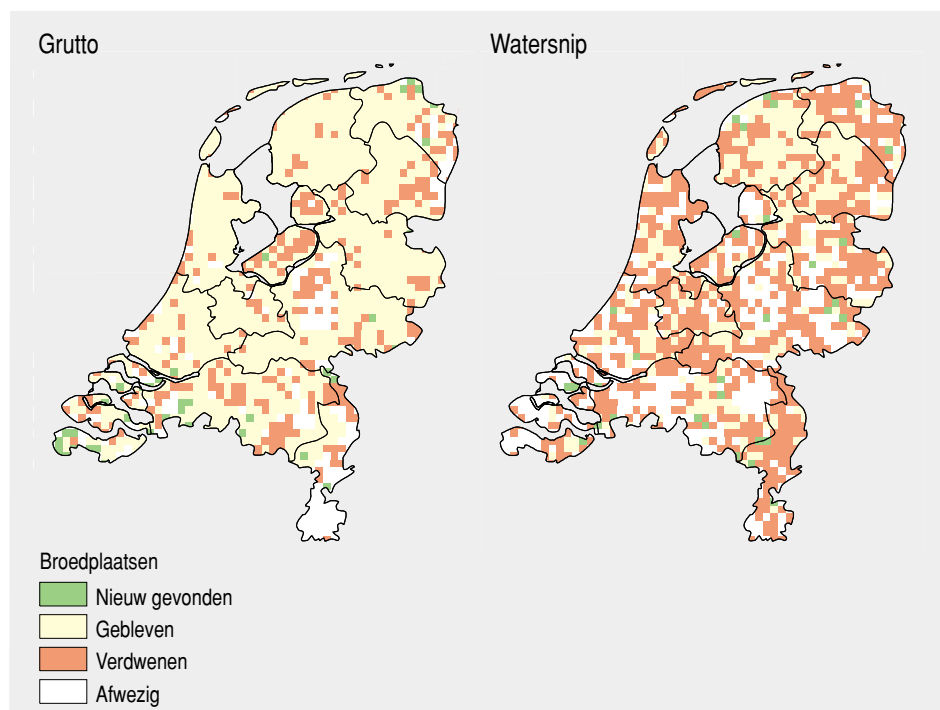 Grutto
Watersnip
Broedplaatsen
Nieuw gevonden
Gebleven
Verdwenen
Afwezig